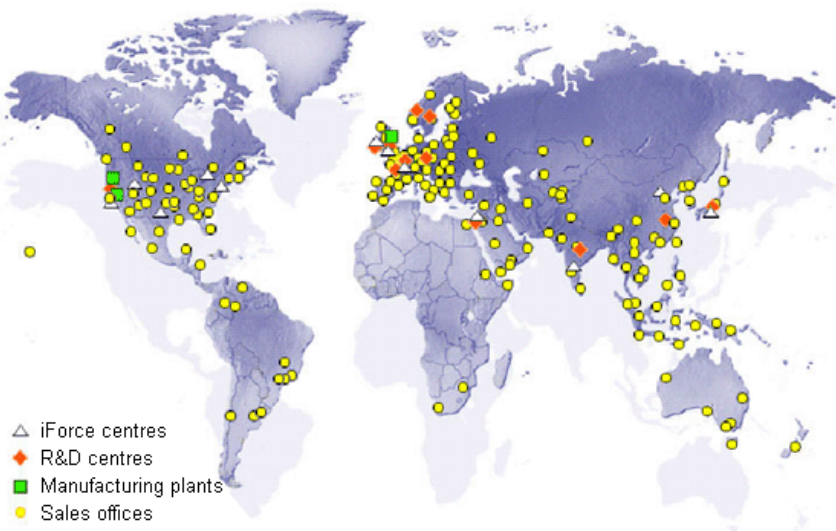 iForce centres
R&D centres
Manufacturing plants
Sales offices